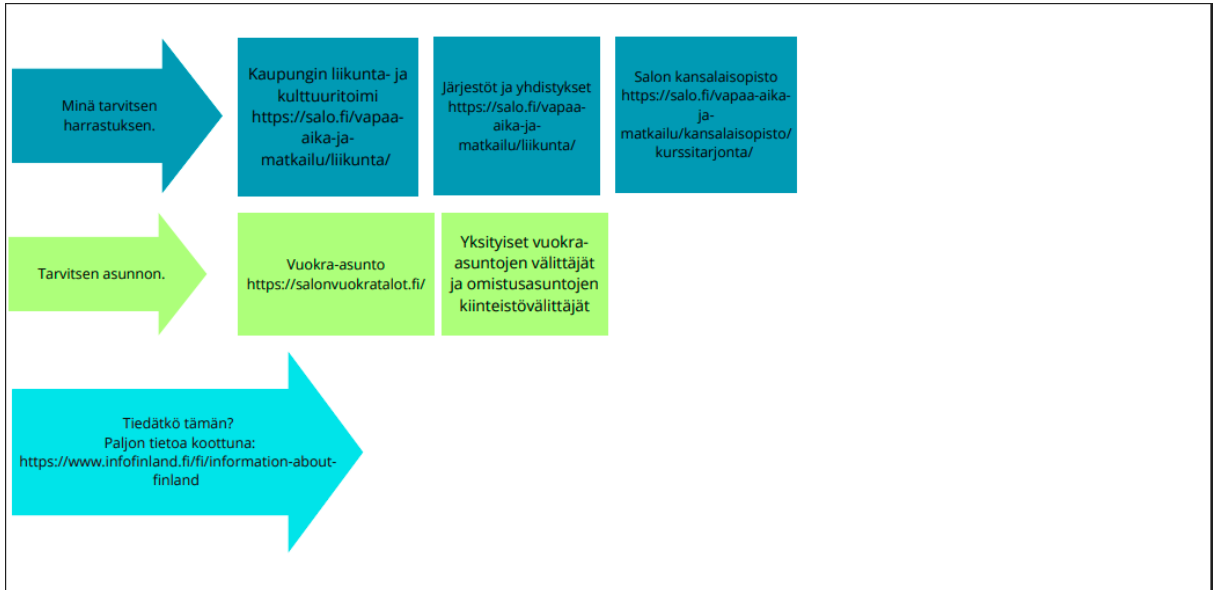 Minä tarvitsen
harrastuksen.
Kaupungin liikunta- ja
kulttuuritoimi
https://salo.fi/vapaa-
aika-ja-
matkailu/liikunta/
Järjestöt ja yhdistykset
https://salo.fi/vapaa-
aika-ja-
matkailu/liikunta/
Salon kansalaisopisto
https://salo.fi/vapaa-aika-
ja-
matkailu/kansalaisopisto/
kurssitarjonta/
Tarvitsen asunnon.
Vuokra-asunto
https://salonvuokratalot.fi/
Yksityiset vuokra-
asuntojen välittäjät
ja omistusasuntojen
kiinteistövälittäjät
Tiedätkö tämän?
Paljon tietoa koottuna:
https://www.infofinland.fi/fi/information-about-
finland